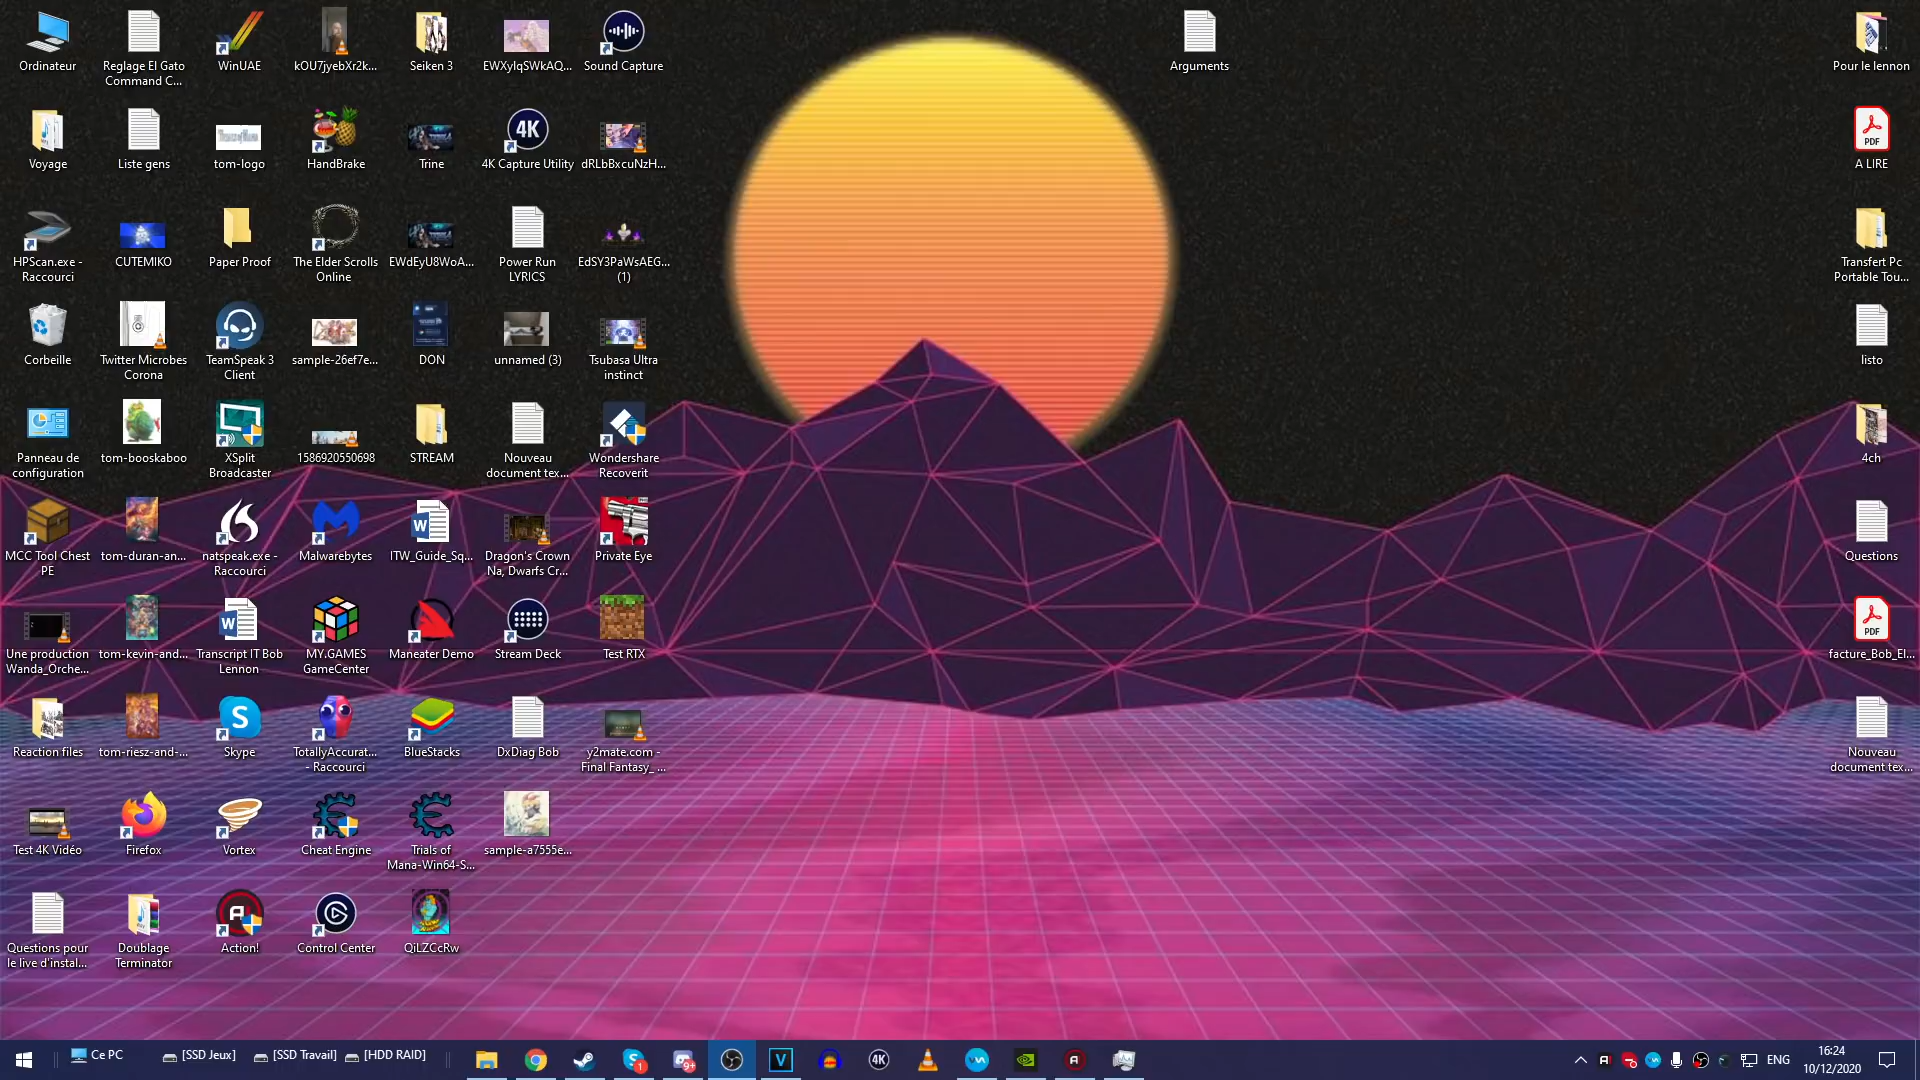 Ordinateur
Reglage El Gato
Command C...
WinUAE
kOU7jyebXr2k...
Seiken 3
EWXylqSWkAQ...
Sound Capture
Arguments
Pour le lennon
Voyage
Liste gens
tom-logo
HandBrake
Trine
4K
4K Capture Utility
dRLbBxcuNzH...
PDF
A LIRE
HPScan.exe -
Raccourci
CUTEMIKO
Paper Proof
The Elder Scrolls
Online
EWdEyU8WoA...
Power Run
LYRICS
EdSY3PaWsAEG...
(1)
Transfert Pc
Portable Tou...
Corbeille
Twitter Microbes
Corona
TeamSpeak 3
Client
sample-26ef7e...
DON
unnamed (3)
Tsubasa Ultra
instinct
listo
Panneau de
configuration
tom-booskaboo
XSplit
Broadcaster
1586920550698
STREAM
Nouveau
document tex...
Wondershare
Recoverit
4ch
MCC Tool Chest
PE
tom-duran-an...
natspeak.exe -
Raccourci
Malwarebytes
ITW_Guide_Sq...
Dragon's Crown
Na, Dwarfs Cr...
Private Eye
Questions
Une production
Wanda_Orche...
tom-kevin-and...
Transcript IT Bob
Lennon
MY.GAMES
GameCenter
Maneater Demo
Stream Deck
Test RTX
PDF
facture_Bob_El...
Reaction files
tom-riesz-and-...
Skype
TotallyAccurat...
- Raccourci
BlueStacks
DxDiag Bob
y2mate.com -
Final Fantasy_ ...
Nouveau
document tex...
Test 4K Vidéo
Firefox
Vortex
Cheat Engine
Trials of
Mana-Win64-S...
sample-a7555e...
Questions pour
le live d'instal...
Doublage
Terminator
Action!
Control Center
QiLZCcRw
Ce PC
[SSD Jeux]
[SSD Travail]
[HDD RAID]
1
9+
V
4K
ENG
16:24
10/12/2020